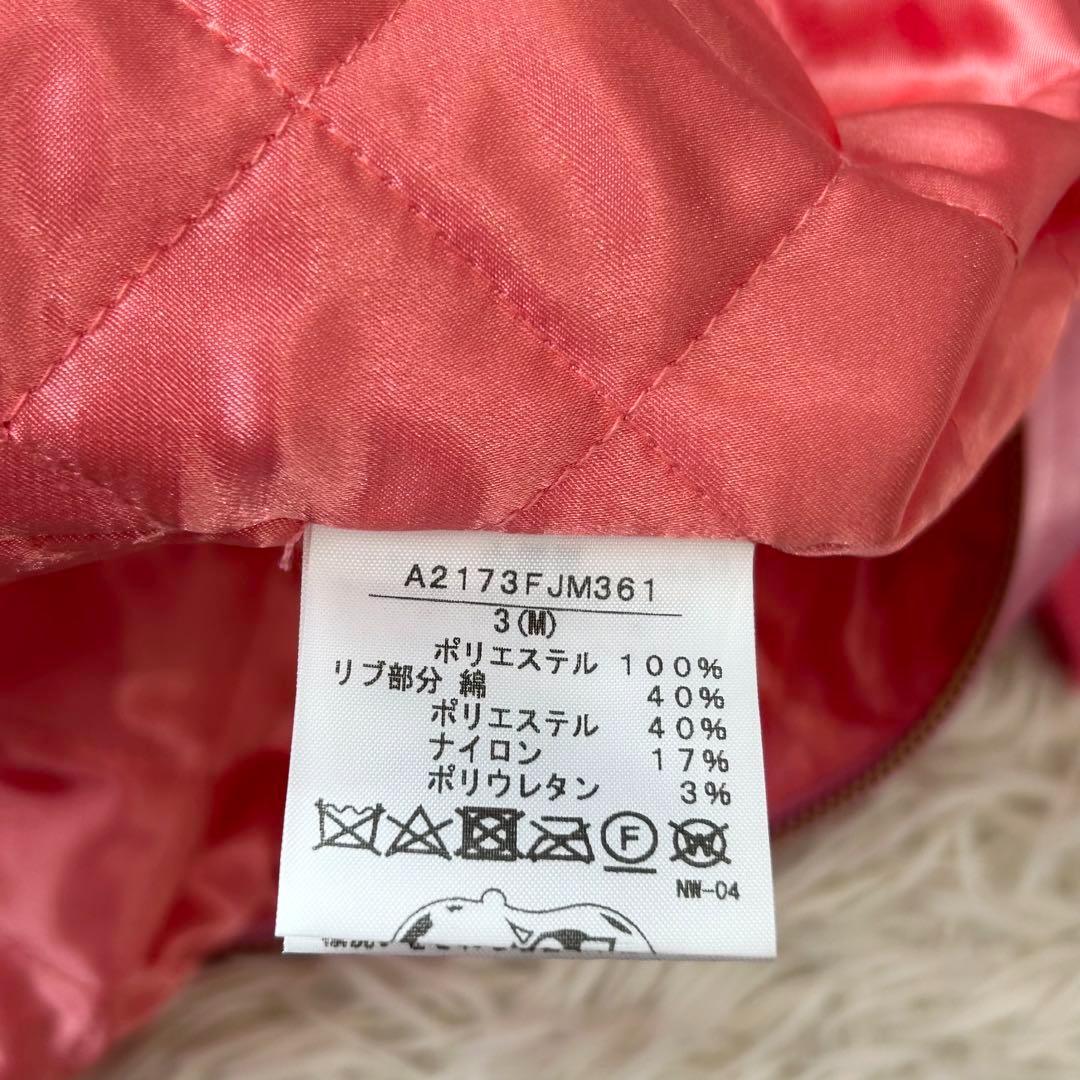 A2173FJM361
3(M)
ポリエステル 100%
リブ部分 綿 40%
ポリエステル 40%
ナイロン 17%
ポリウレタン 3%
F W
NW-04